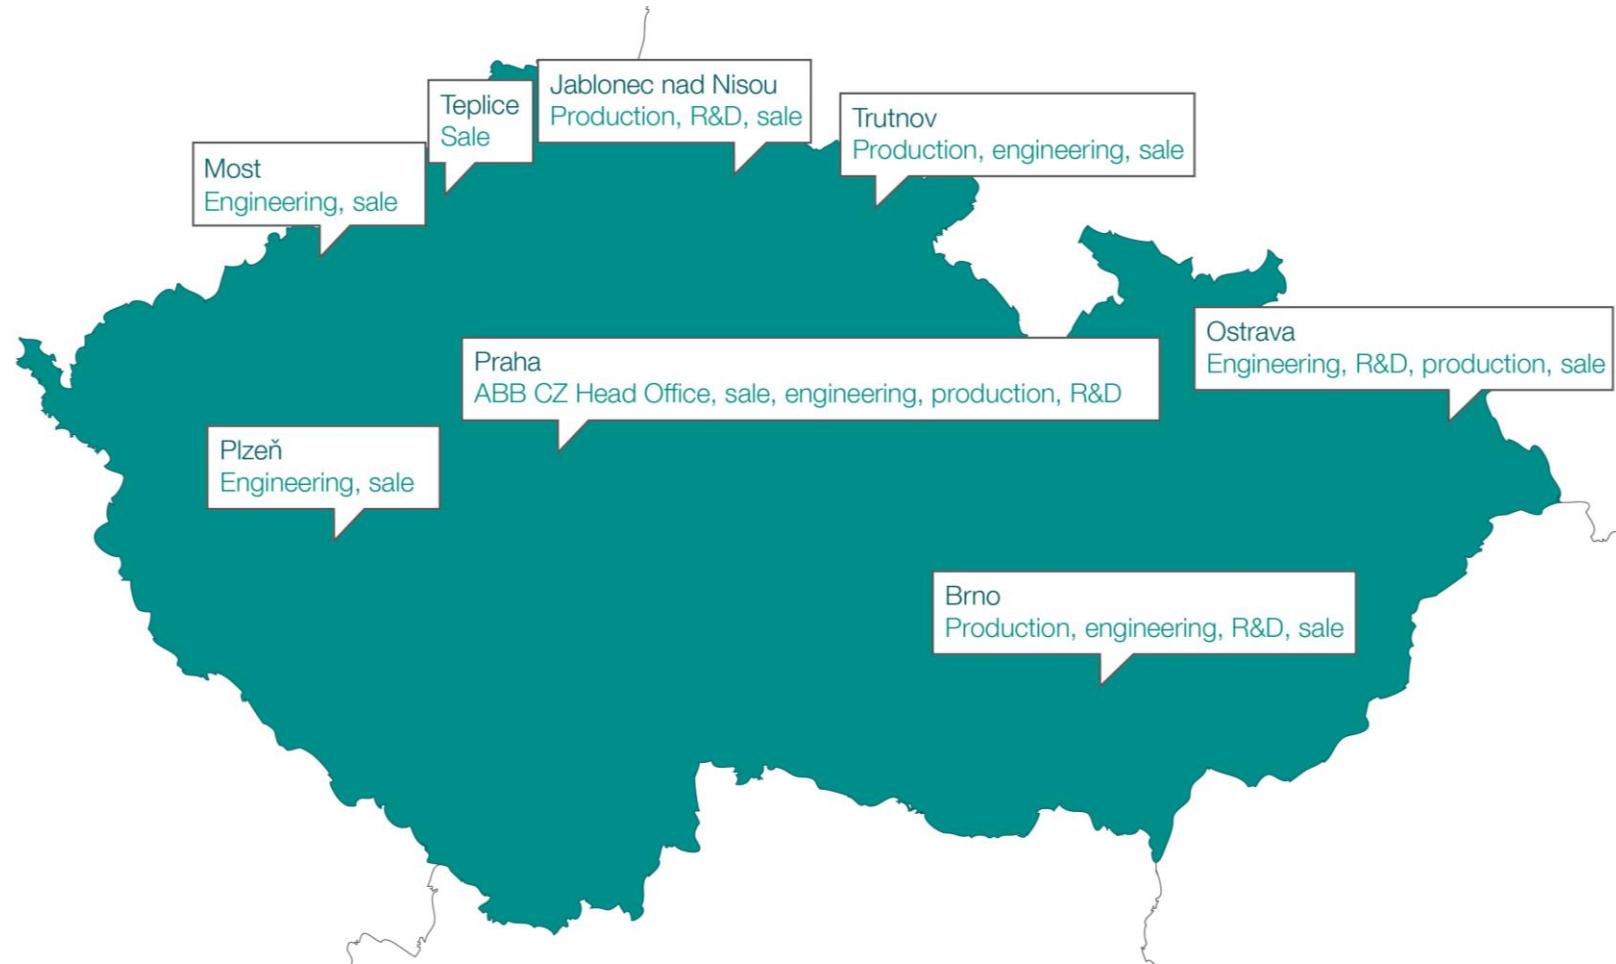 Jablonec nad Nisou
Production, R&D, sale
Teplice
Sale
Trutnov
Production, engineering, sale
Most
Engineering, sale
Ostrava
Engineering, R&D, production, sale
Praha
ABB CZ Head Office, sale, engineering, production, R&D
Plzeň
Engineering, sale
Brno
Production, engineering, R&D, sale